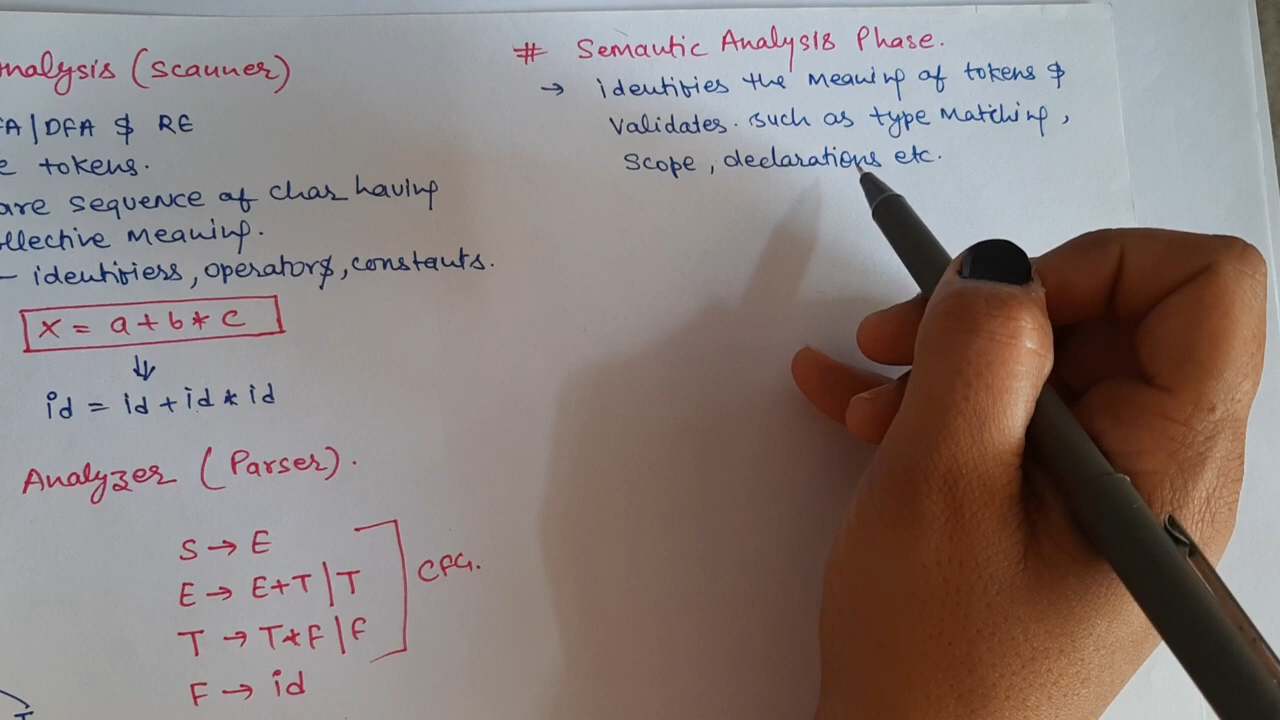 nalysis (scanner)
FA | DFA & RE
e tokens.
are sequence of char having
ollective meaning.
- identifiers, operators, constants.
x = a + b * c
⇓
id = id + id * id
Analyzer (Parser).
S → E
E → E+T | T
T → T*F | F
F → id
CFG.
# Semantic Analysis Phase.
→ identifies the meaning of tokens &
validates. such as type matching,
scope, declarations etc.